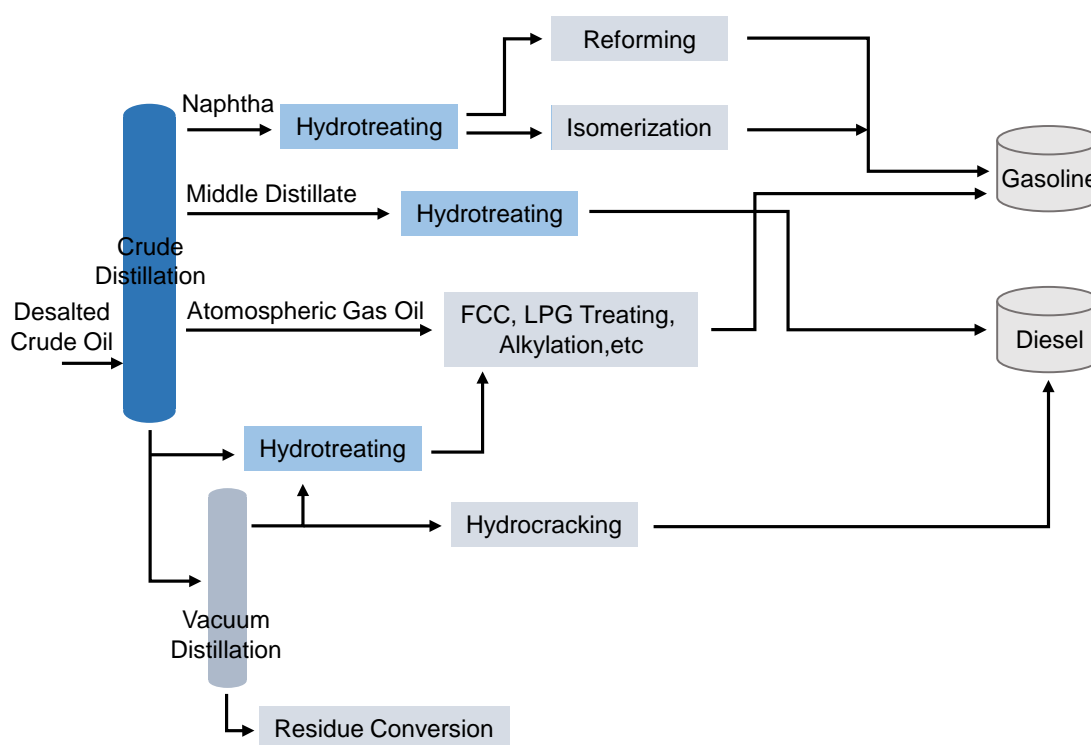 Reforming
Naphtha
Hydrotreating
Isomerization
Gasoline
Middle Distillate
Hydrotreating
Crude
Distillation
Desalted
Crude Oil
Atomospheric Gas Oil
FCC, LPG Treating,
Alkylation,etc
Diesel
Hydrotreating
Hydrocracking
Vacuum
Distillation
Residue Conversion